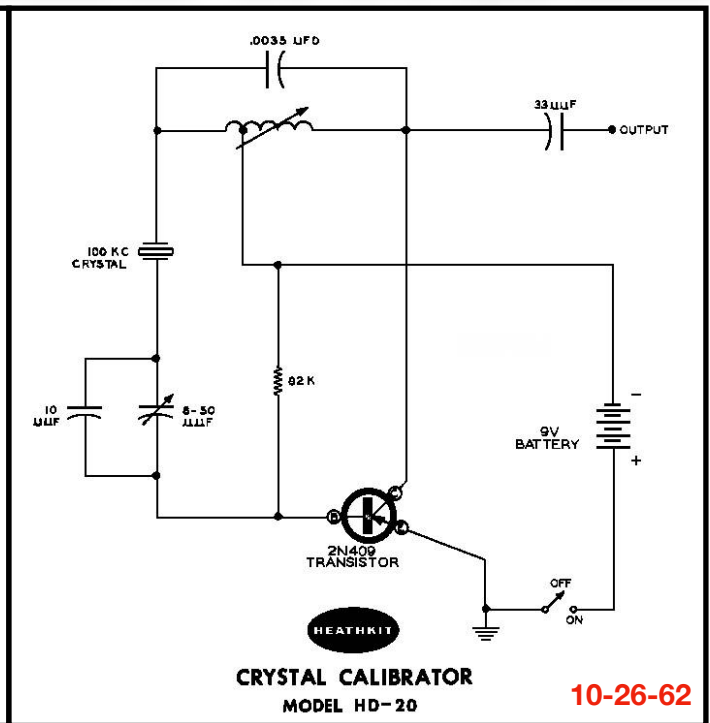 .0035 UFD
33 UUF
OUTPUT
100 KC
CRYSTAL
82 K
10
UUF
8-50
UUF
9V
BATTERY
-
+
B
C
E
2N409
TRANSISTOR
OFF
ON
HEATHKIT
CRYSTAL CALIBRATOR
MODEL HD-20
10-26-62